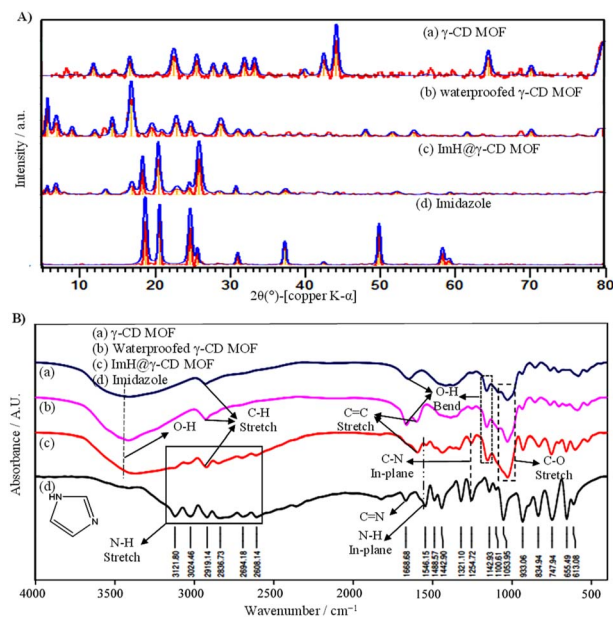 A)
(a) γ-CD MOF
(b) waterproofed γ-CD MOF
(c) ImH@γ-CD MOF
(d) Imidazole
Intensity / a.u.
10 20 30 40 50 60 70 80
2θ(°)-[copper K-α]
B)
(a) γ-CD MOF
(b) Waterproofed γ-CD MOF
(c) ImH@γ-CD MOF
(d) Imidazole
(a)
(b)
(c)
(d)
O-H
C-H
Stretch
O-H
Bend
C=C
Stretch
C-N
In-plane
C-O
Stretch
HN
N
N-H
Stretch
C=N
N-H
In-plane
3121.80
3024.46
2919.14
2836.73
2694.18
2608.14
1668.68
1546.15
1488.57
1442.90
1321.10
1254.72
1142.93
1100.61
1053.95
933.06
834.94
747.94
655.49
613.08
Absorbance / A.U.
4000 3500 3000 2500 2000 1500 1000 400
Wavenumber / cm⁻¹